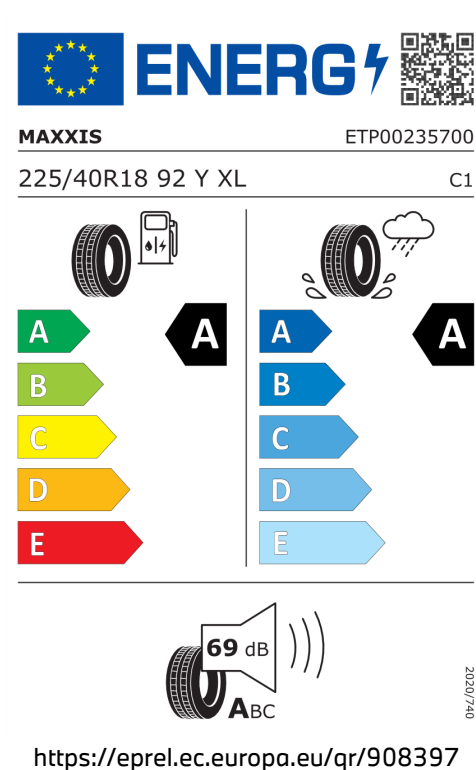 ENERG
MAXXIS ETP00235700
225/40R18 92 Y XL C1
A A A A
B B
C C
D D
E E
69 dB
ABC
2020/740
https://eprel.ec.europa.eu/qr/908397